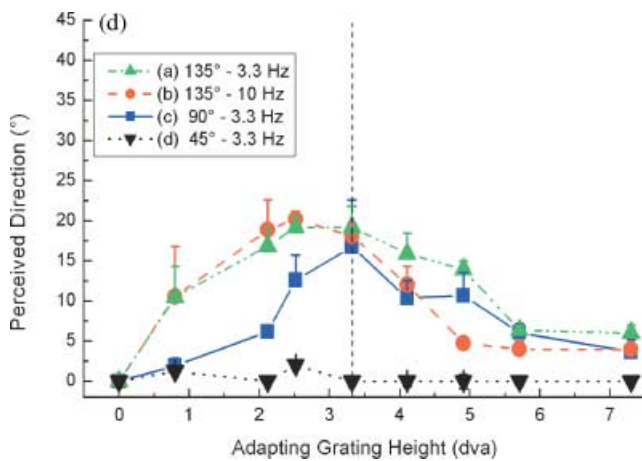 (d)
45
40
35
30
25
20
15
10
5
0
Perceived Direction (°)
(a) 135° - 3.3 Hz
(b) 135° - 10 Hz
(c) 90° - 3.3 Hz
(d) 45° - 3.3 Hz
0 1 2 3 4 5 6 7
Adapting Grating Height (dva)